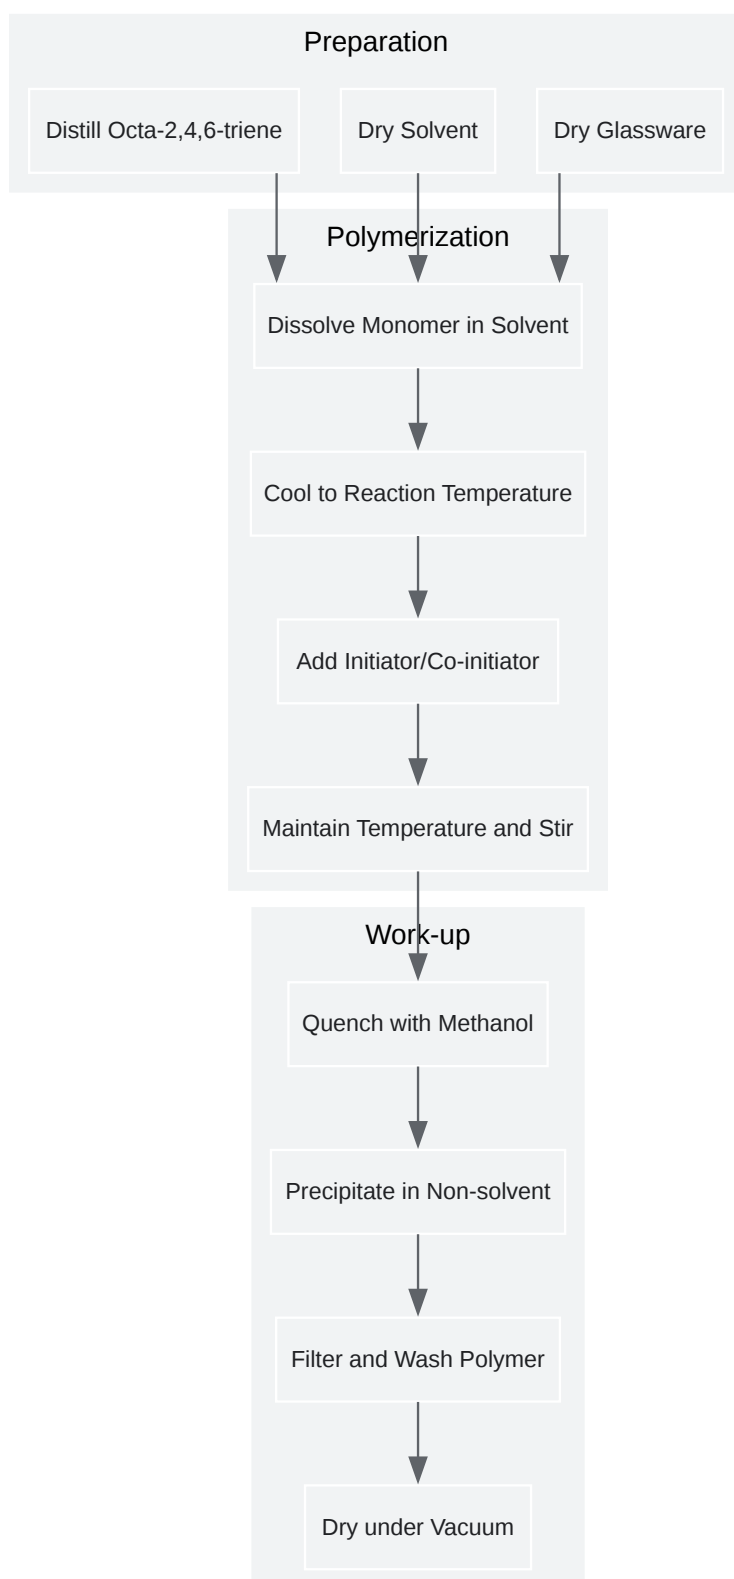 Preparation
Distill Octa-2,4,6-triene
Dry Solvent
Dry Glassware
Polymerization
Dissolve Monomer in Solvent
Cool to Reaction Temperature
Add Initiator/Co-initiator
Maintain Temperature and Stir
Work-up
Quench with Methanol
Precipitate in Non-solvent
Filter and Wash Polymer
Dry under Vacuum